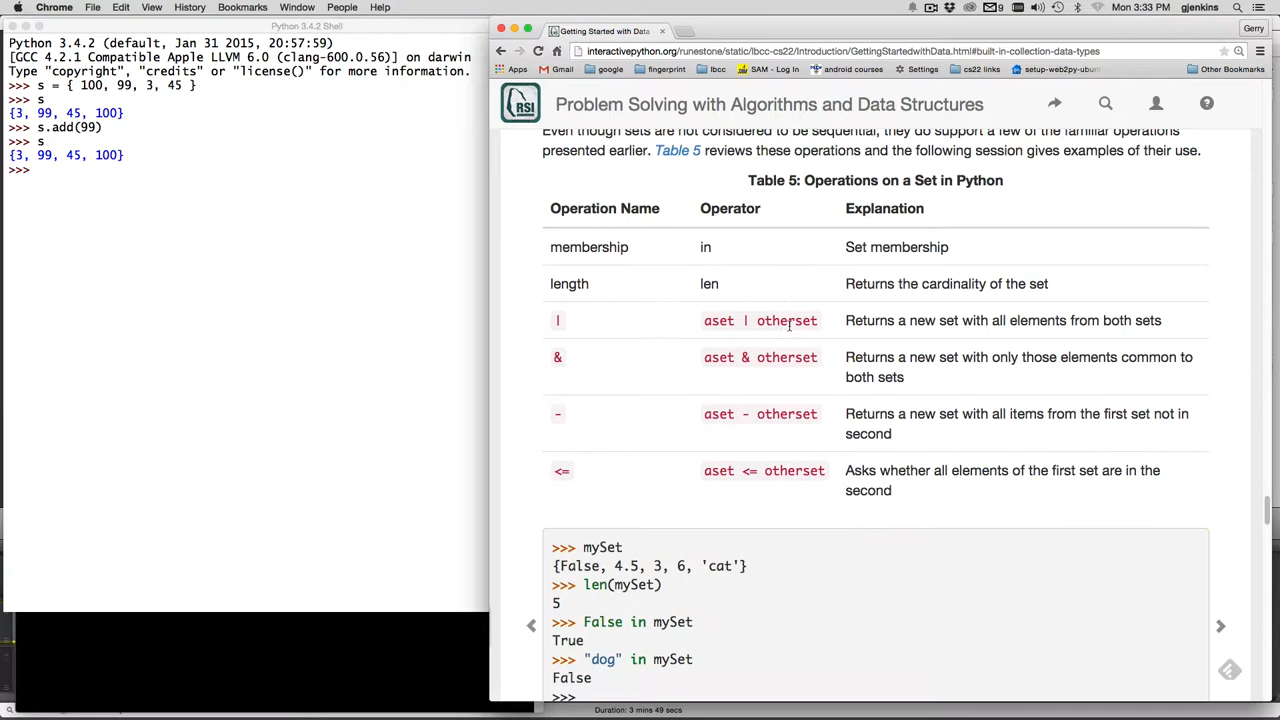 Chrome File Edit View History Bookmarks Window People Help
9 Mon 3:33 PM gjenkins
Python 3.4.2 Shell
Python 3.4.2 (default, Jan 31 2015, 20:57:59)
[GCC 4.2.1 Compatible Apple LLVM 6.0 (clang-600.0.56)] on darwin
Type "copyright", "credits" or "license()" for more information.
>>> s = { 100, 99, 3, 45 }
>>> s
{3, 99, 45, 100}
>>> s.add(99)
>>> s
{3, 99, 45, 100}
>>>
Getting Started with Data
Gerry
interactivepython.org/runestone/static/lbcc-cs22/Introduction/GettingStartedwithData.html#built-in-collection-data-types
Apps Gmail google fingerprint lbcc SAM - Log In android courses Settings cs22 links setup-web2py-ubun Other Bookmarks
RSI
Problem Solving with Algorithms and Data Structures
Even though sets are not considered to be sequential, they do support a few of the familiar operations
presented earlier. Table 5 reviews these operations and the following session gives examples of their use.
Table 5: Operations on a Set in Python
Operation Name Operator Explanation
membership in Set membership
length len Returns the cardinality of the set
| aset | otherset Returns a new set with all elements from both sets
& aset & otherset Returns a new set with only those elements common to
both sets
- aset - otherset Returns a new set with all items from the first set not in
second
<= aset <= otherset Asks whether all elements of the first set are in the
second
>>> mySet
{False, 4.5, 3, 6, 'cat'}
>>> len(mySet)
5
>>> False in mySet
True
>>> "dog" in mySet
False
>>>
Duration: 3 mins 49 secs